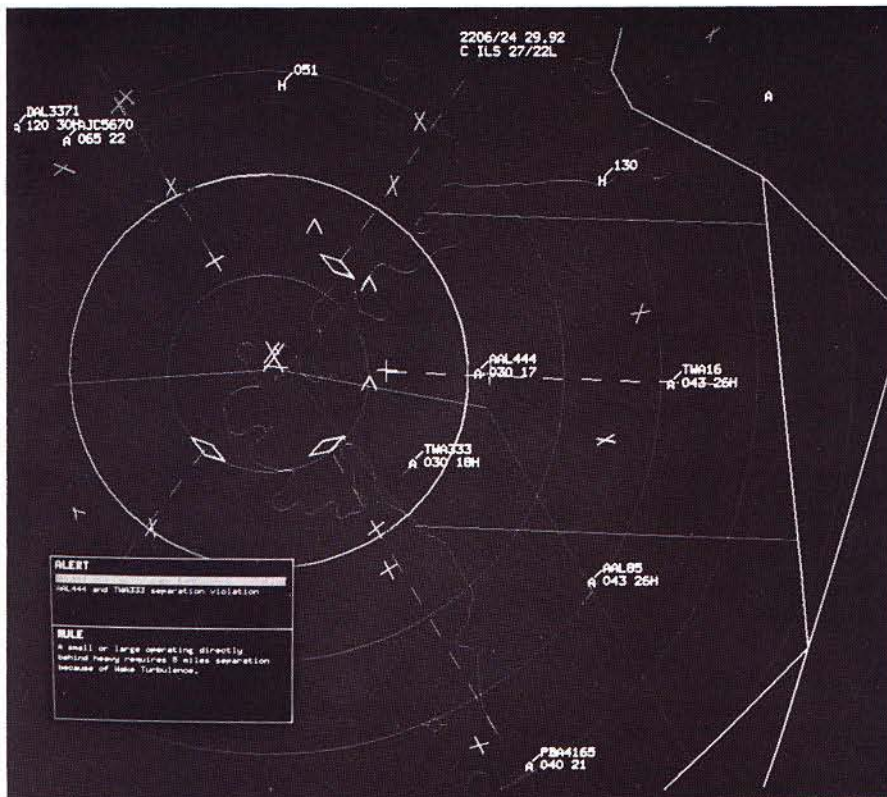 2206/24 29.92
C ILS 27/22L
051
H
A
DAL3371
A 120 30H
AJC5670
A 065 22
130
H
AAL444
A 030 17
TWA16
A 043 26H
TWA333
A 030 18H
ALERT
AAL444 and TWA333 separation violation
RULE
A small or large operating directly
behind heavy requires 5 miles separation
because of Wake Turbulence.
AAL85
A 043 26H
PBA4165
A 040 21